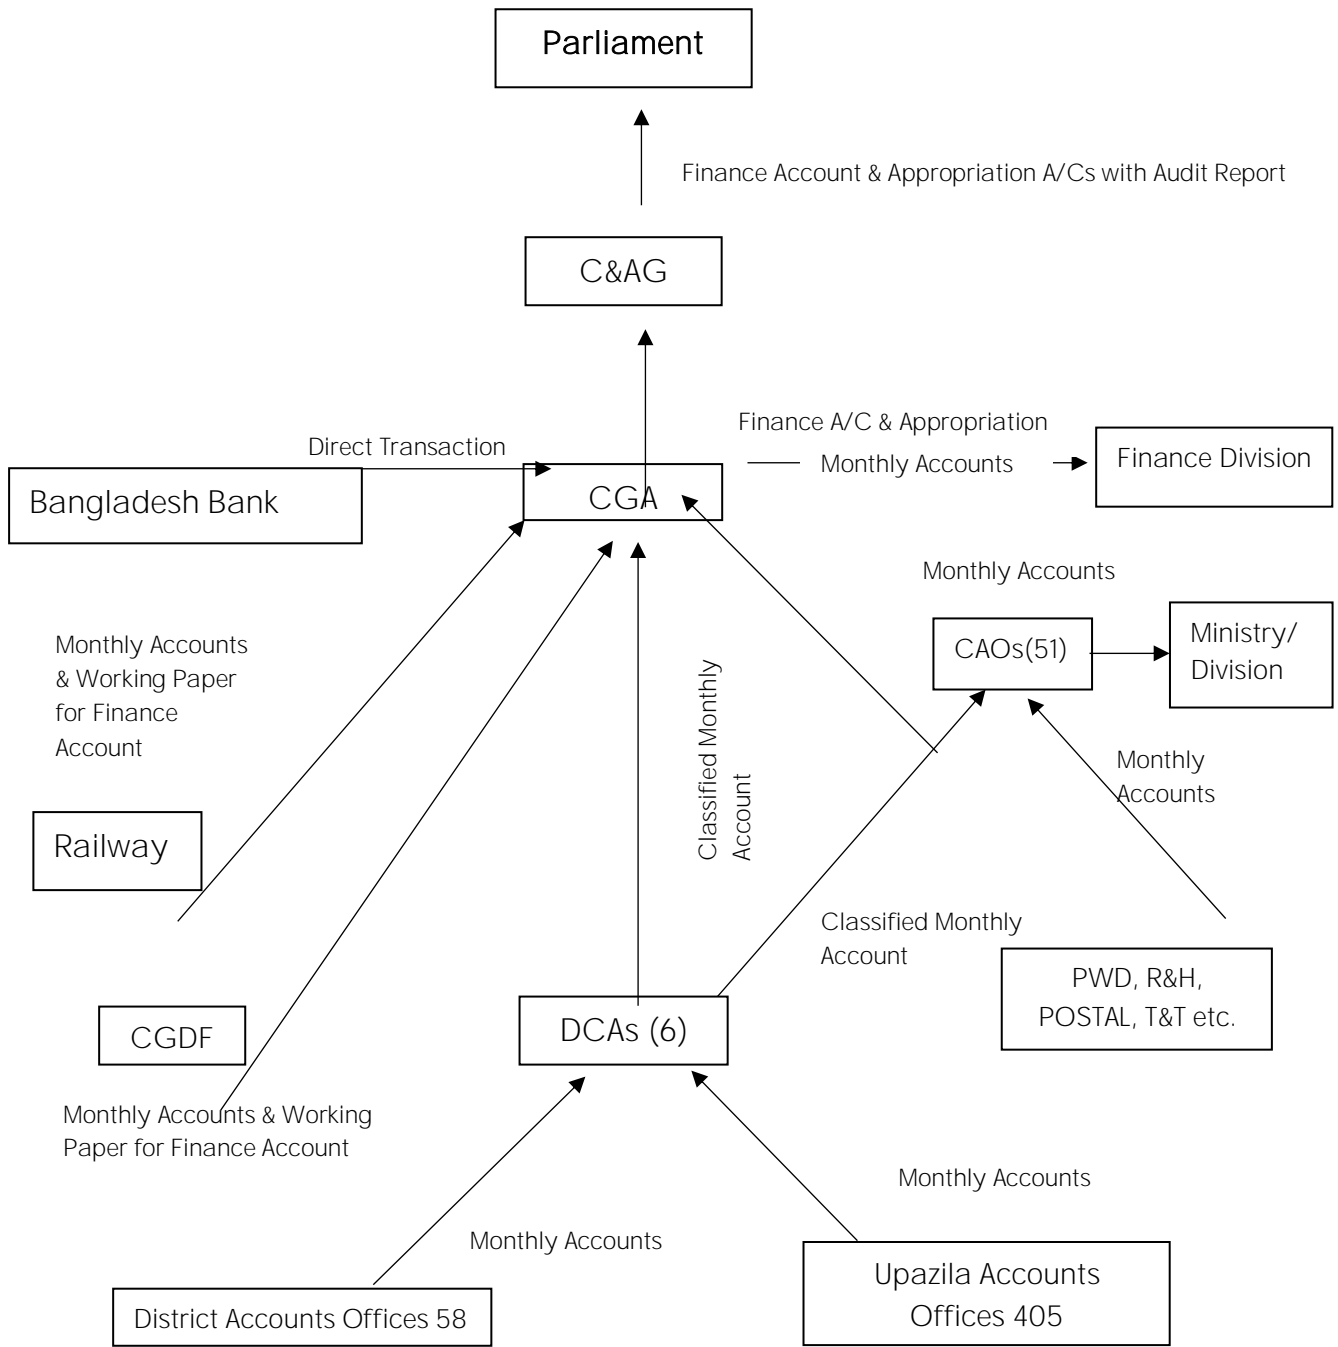 Parliament
Finance Account & Appropriation A/Cs with Audit Report
C&AG
Finance A/C & Appropriation
Direct Transaction
Monthly Accounts
Finance Division
Bangladesh Bank
CGA
Monthly Accounts
CAOs(51)
Ministry/
Division
Monthly Accounts
& Working Paper
for Finance
Account
Classified Monthly
Account
Monthly
Accounts
Railway
Classified Monthly
Account
PWD, R&H,
POSTAL, T&T etc.
CGDF
DCAs (6)
Monthly Accounts & Working
Paper for Finance Account
Monthly Accounts
Monthly Accounts
Upazila Accounts
Offices 405
District Accounts Offices 58